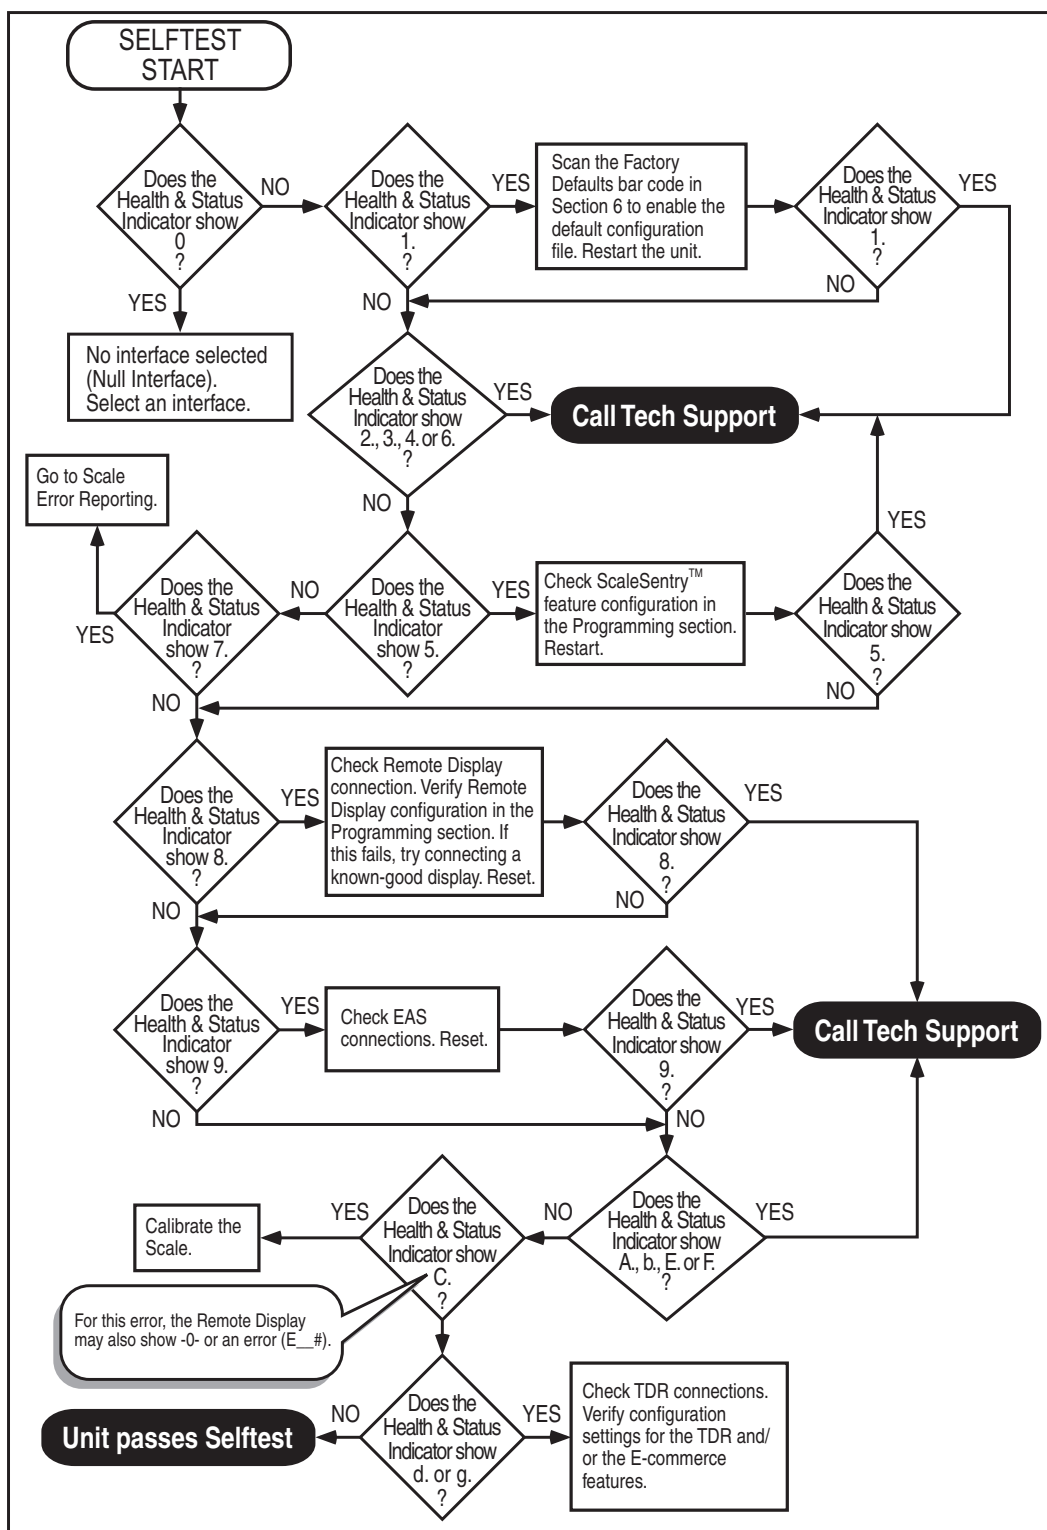 SELFTEST
START
Does the
Health & Status
Indicator show
0
?
NO
YES
No interface selected
(Null Interface).
Select an interface.
Does the
Health & Status
Indicator show
1.
?
YES
NO
Scan the Factory
Defaults bar code in
Section 6 to enable the
default configuration
file. Restart the unit.
Does the
Health & Status
Indicator show
1.
?
YES
NO
Does the
Health & Status
Indicator show
2., 3., 4. or 6.
?
YES
NO
Call Tech Support
Go to Scale
Error Reporting.
YES
Does the
Health & Status
Indicator
show 7.
?
NO
NO
Does the
Health & Status
Indicator
show 5.
?
YES
Check ScaleSentry™
feature configuration in
the Programming section.
Restart.
Does the
Health & Status
Indicator show
5.
?
YES
NO
Does the
Health & Status
Indicator
show 8.
?
YES
NO
Check Remote Display
connection. Verify Remote
Display configuration in the
Programming section. If
this fails, try connecting a
known-good display. Reset.
Does the
Health & Status
Indicator show
8.
?
YES
NO
Does the
Health & Status
Indicator
show 9.
?
YES
NO
Check EAS
connections. Reset.
Does the
Health & Status
Indicator show
9.
?
YES
NO
Call Tech Support
Does the
Health & Status
Indicator show
A., b., E. or F.
?
YES
NO
Does the
Health & Status
Indicator show
C.
?
YES
Calibrate the
Scale.
For this error, the Remote Display
may also show -0- or an error (E__#).
Does the
Health & Status
Indicator show
d. or g.
?
NO
YES
Unit passes Selftest
Check TDR connections.
Verify configuration
settings for the TDR and/
or the E-commerce
features.